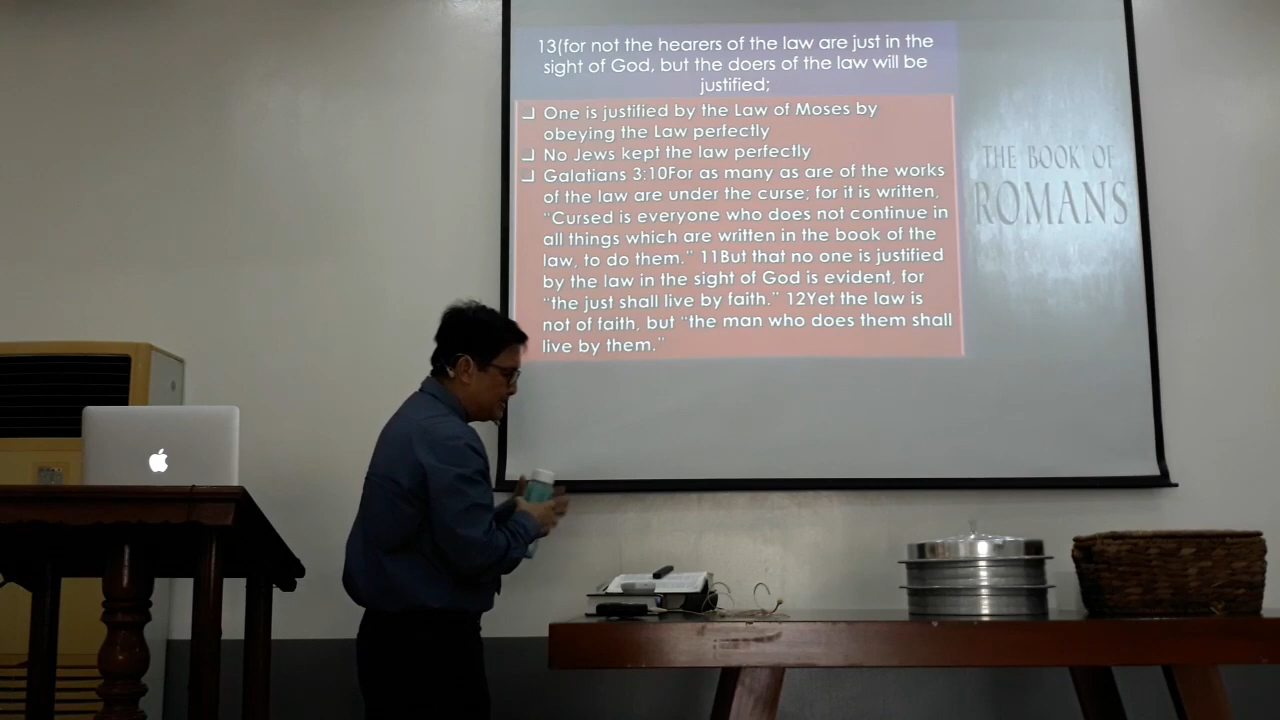 13(for not the hearers of the law are just in the
sight of God, but the doers of the law will be
justified;
❑ One is justified by the Law of Moses by
obeying the Law perfectly
❑ No Jews kept the law perfectly
❑ Galatians 3:10For as many as are of the works
of the law are under the curse; for it is written,
“Cursed is everyone who does not continue in
all things which are written in the book of the
law, to do them.” 11But that no one is justified
by the law in the sight of God is evident, for
“the just shall live by faith.” 12Yet the law is
not of faith, but “the man who does them shall
live by them.”
THE BOOK OF
ROMANS